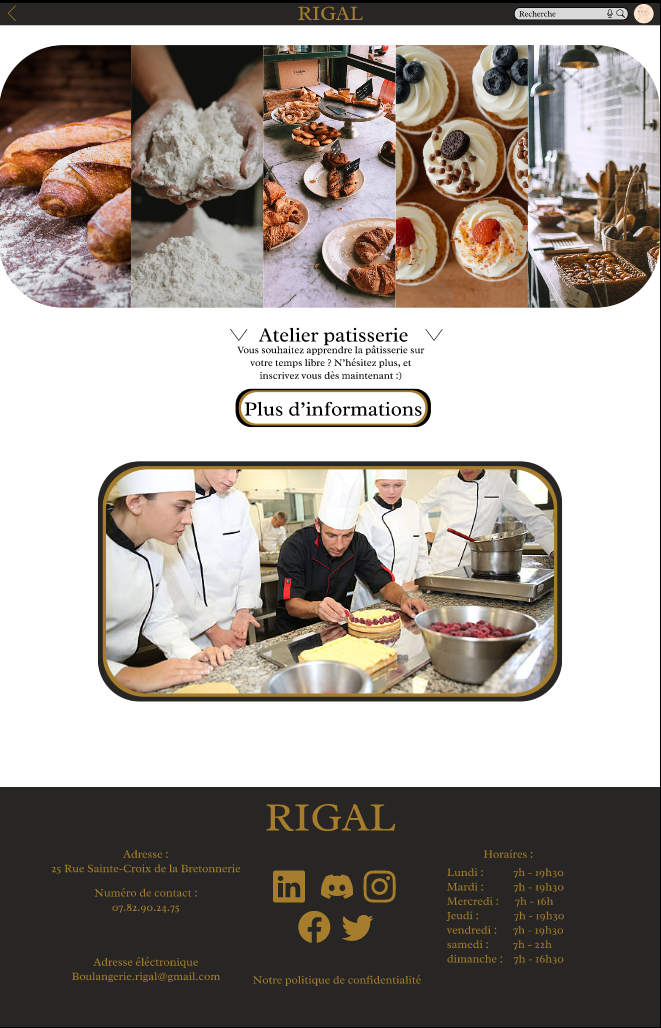 RIGAL
Recherche
Atelier patisserie
Vous souhaitez apprendre la pâtisserie sur
votre temps libre ? N'hésitez plus, et
inscrivez vous dès maintenant :)
Plus d'informations
RIGAL
Adresse :
25 Rue Sainte-Croix de la Bretonnerie
Numéro de contact :
07.82.90.24.75
Adresse éléctronique
Boulangerie.rigal@gmail.com
Notre politique de confidentialité
Horaires :
Lundi : 7h - 19h30
Mardi : 7h - 19h30
Mercredi : 7h - 16h
Jeudi : 7h - 19h30
vendredi : 7h - 19h30
samedi : 7h - 22h
dimanche : 7h - 16h30